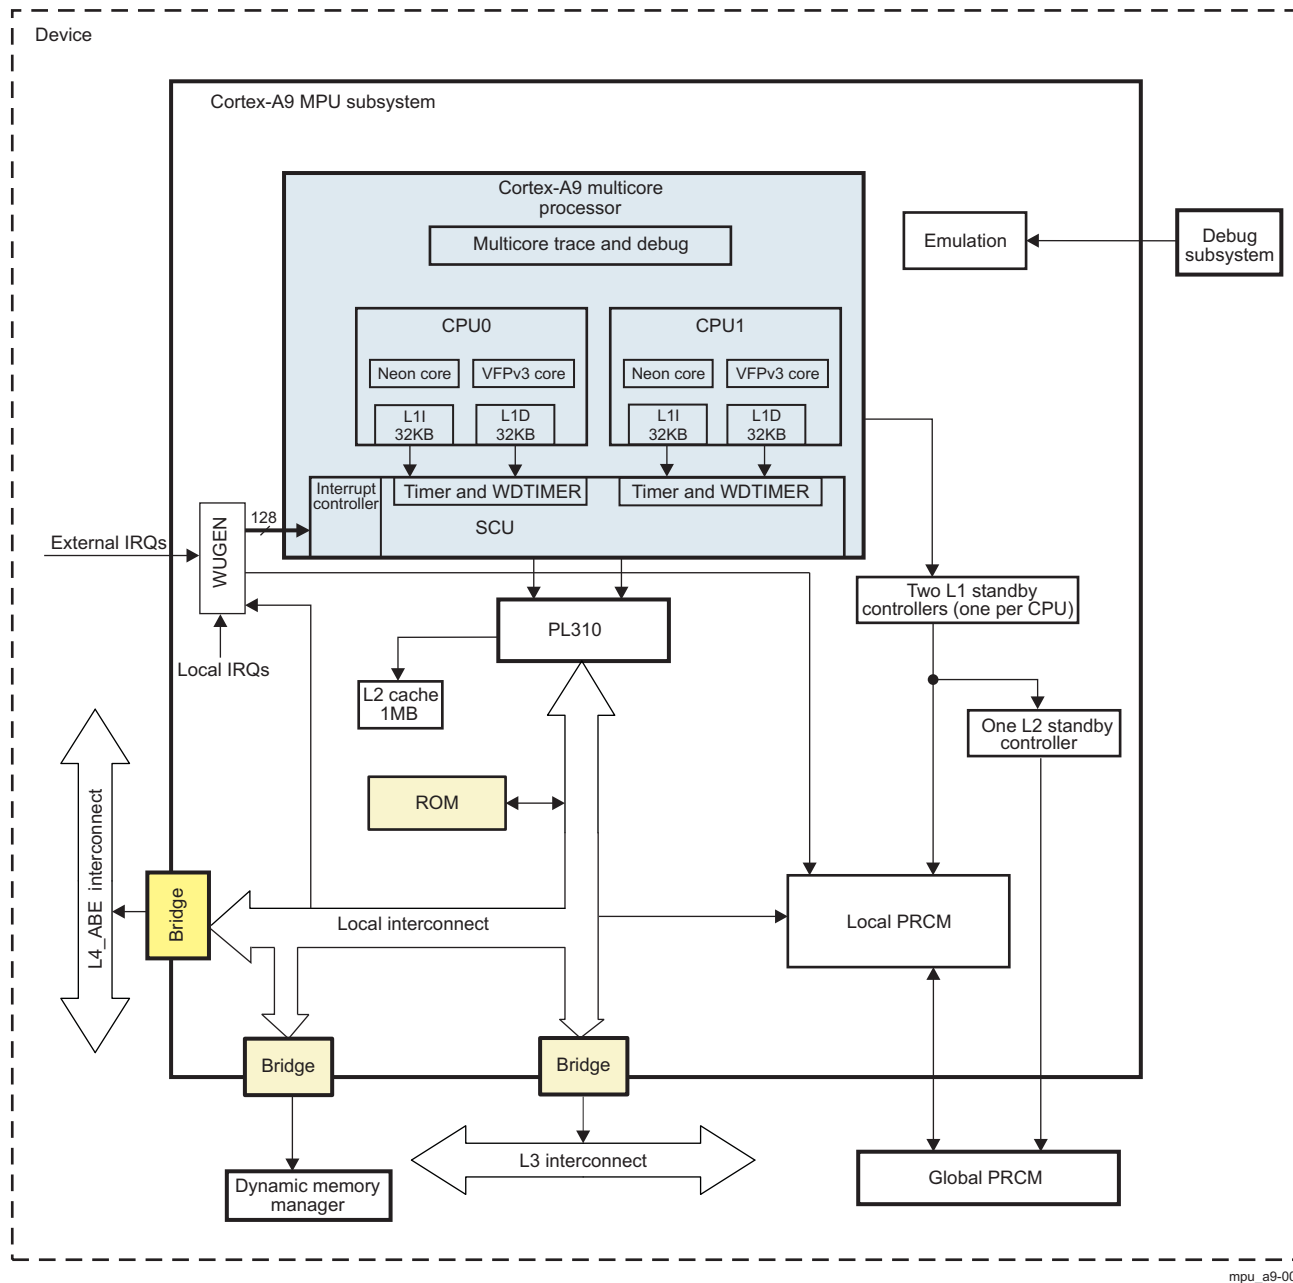 Device
Cortex-A9 MPU subsystem
Cortex-A9 multicore
processor
Multicore trace and debug
Emulation
Debug
subsystem
CPU0
Neon core
VFPv3 core
L1I
32KB
L1D
32KB
CPU1
Neon core
VFPv3 core
L1I
32KB
L1D
32KB
Interrupt
controller
Timer and WDTIMER
Timer and WDTIMER
SCU
128
WUGEN
External IRQs
Local IRQs
Two L1 standby
controllers (one per CPU)
PL310
L2 cache
1MB
One L2 standby
controller
ROM
L4_ABE interconnect
Bridge
Local interconnect
Local PRCM
Bridge
Bridge
L3 interconnect
Dynamic memory
manager
Global PRCM